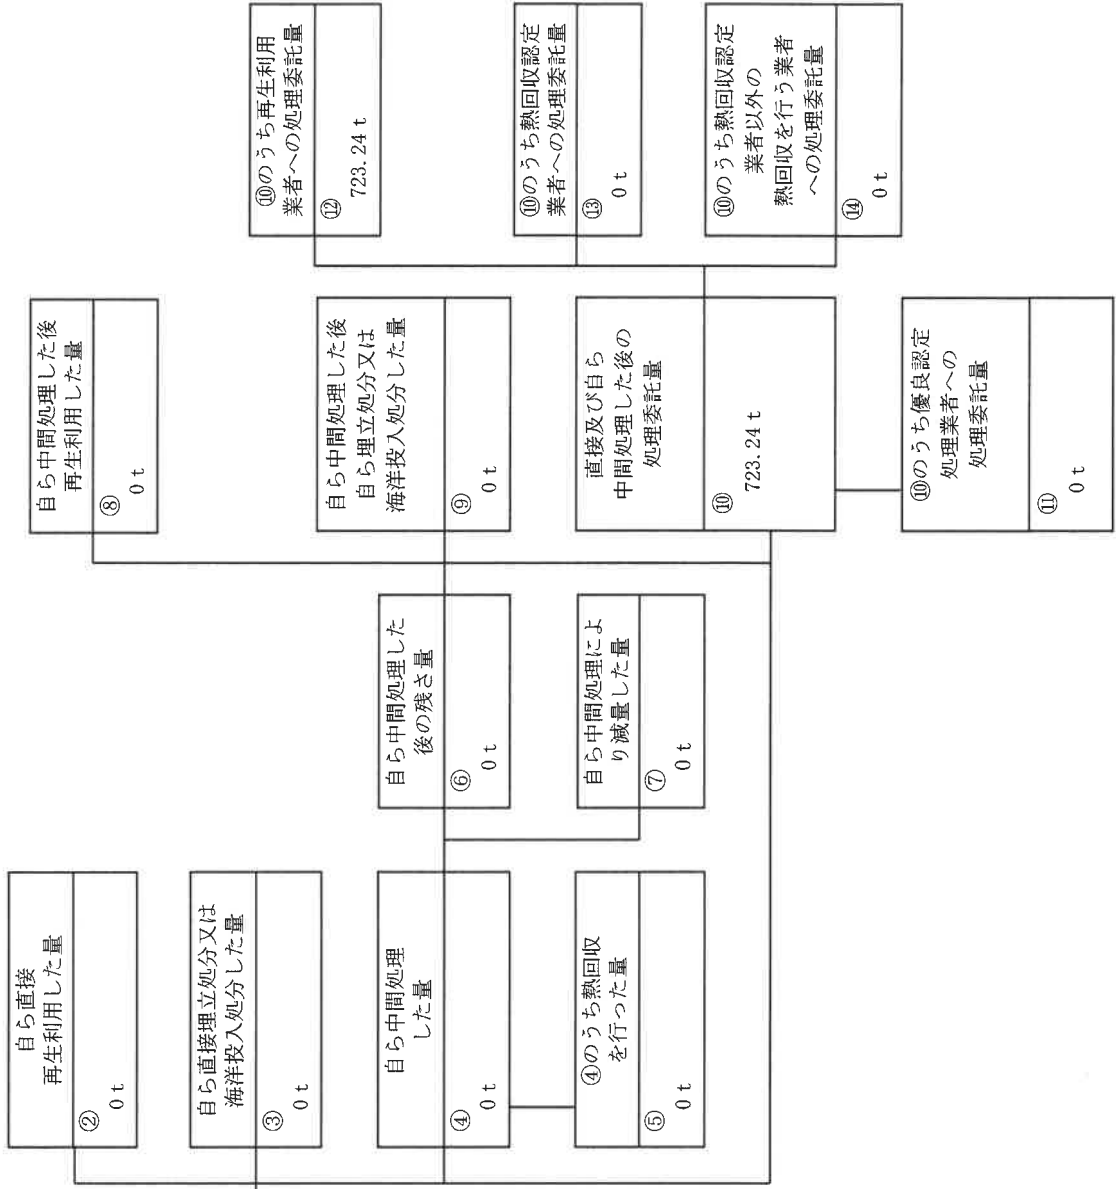 自ら直接
再生利用した量
②
0 t
自ら直接埋立処分又は
海洋投入処分した量
③
0 t
自ら中間処理
した量
④
0 t
④のうち熱回収
を行った量
⑤
0 t
自ら中間処理した
後の残さ量
⑥
0 t
自ら中間処理によ
り減量した量
⑦
0 t
自ら中間処理した後
再生利用した量
⑧
0 t
自ら中間処理した後
自ら埋立処分又は
海洋投入処分した量
⑨
0 t
直接及び自ら
中間処理した後の
処理委託量
⑩
723.24 t
⑩のうち優良認定
処理業者への
処理委託量
⑪
0 t
⑩のうち再生利用
業者への処理委託量
⑫
723.24 t
⑩のうち熱回収認定
業者への処理委託量
⑬
0 t
⑩のうち熱回収認定
業者以外の
熱回収を行う業者
への処理委託量
⑭
0 t